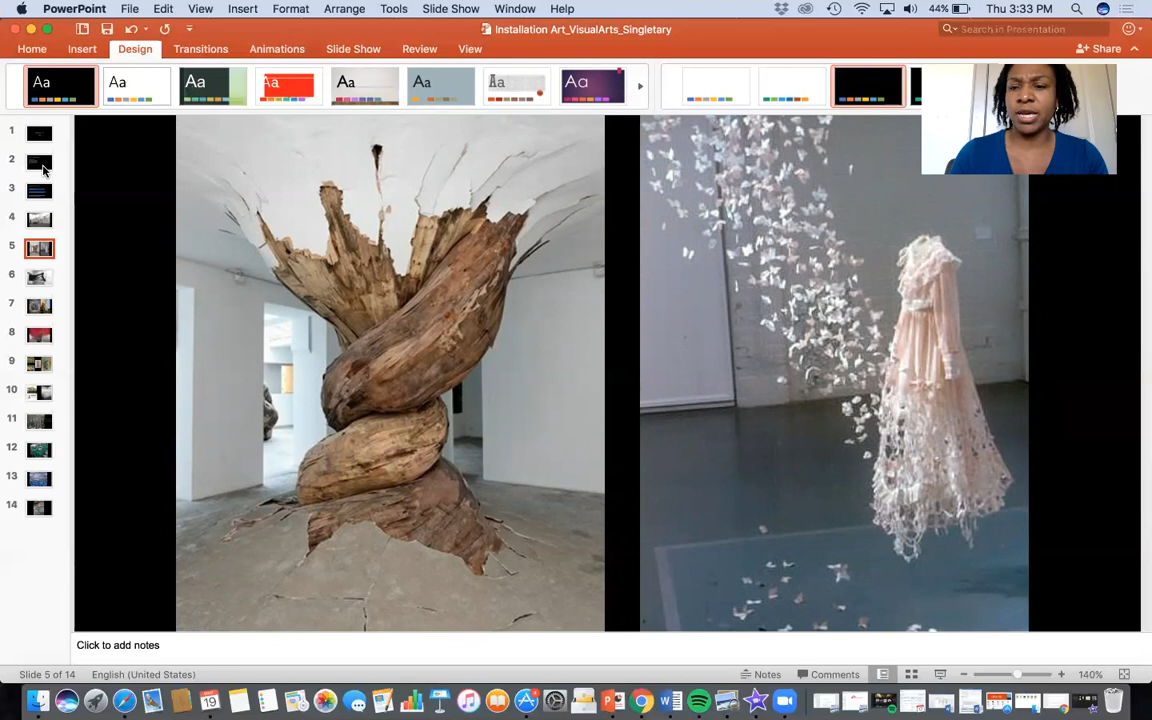 PowerPoint File Edit View Insert Format Arrange Tools Slide Show Window Help 44% Thu 3:33 PM
Installation Art_VisualArts_Singletary
Search in Presentation
Home Insert Design Transitions Animations Slide Show Review View
Share
Aa Aa Aa Aa Aa Aa Aa Aa
1
2
3
4
5
6
7
8
9
10
11
12
13
14
Click to add notes
Slide 5 of 14 English (United States) Notes Comments 140%
19